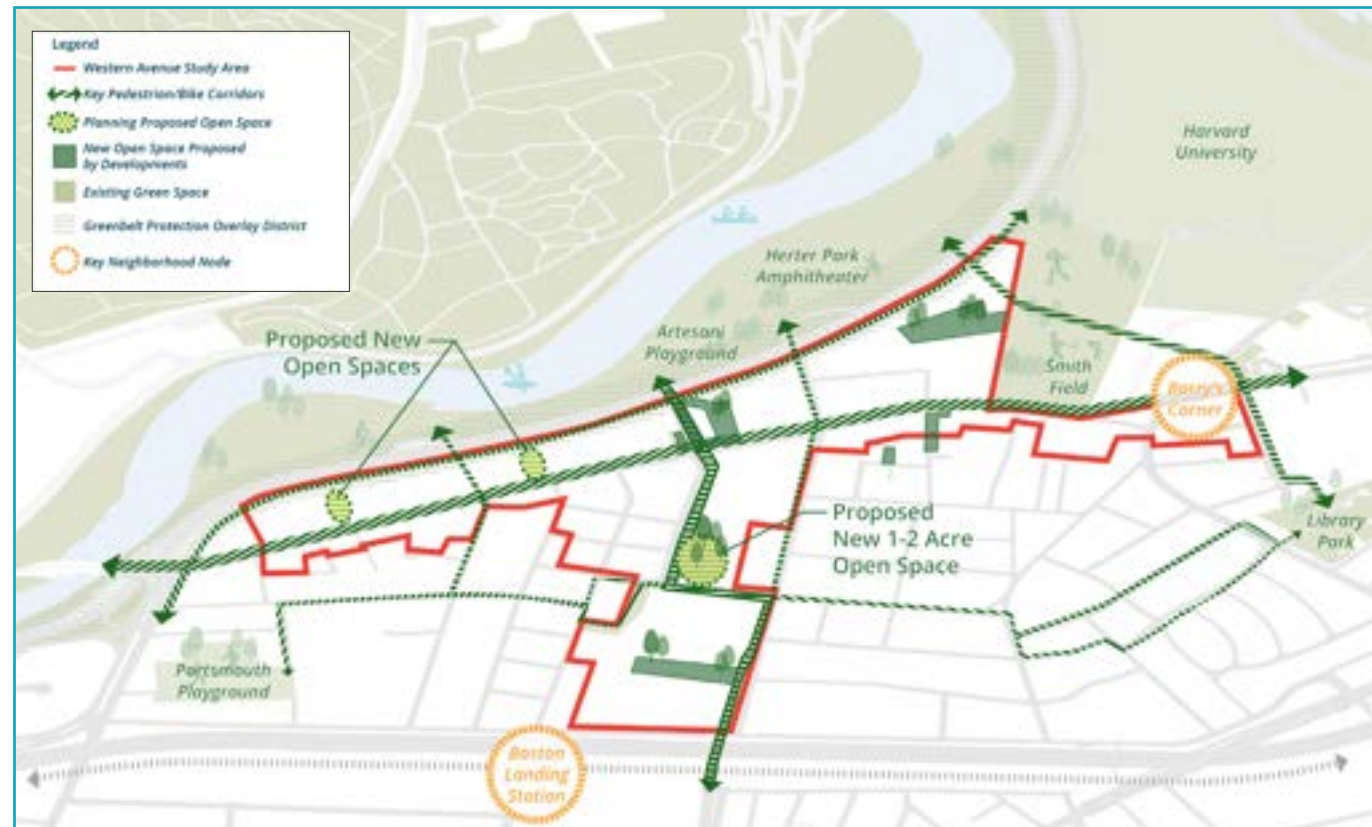 Legend
Western Avenue Study Area
Key Pedestrian/Bike Corridors
Planning Proposed Open Space
New Open Space Proposed
by Developments
Existing Green Space
Greenbelt Protection Overlay District
Key Neighborhood Node
Harvard
University
Herter Park
Amphitheater
Artesani
Playground
Proposed New
Open Spaces
Smith
Field
Barry's
Corner
Proposed
New 1-2 Acre
Open Space
Library
Park
Portsmouth
Playground
Boston
Landing
Station